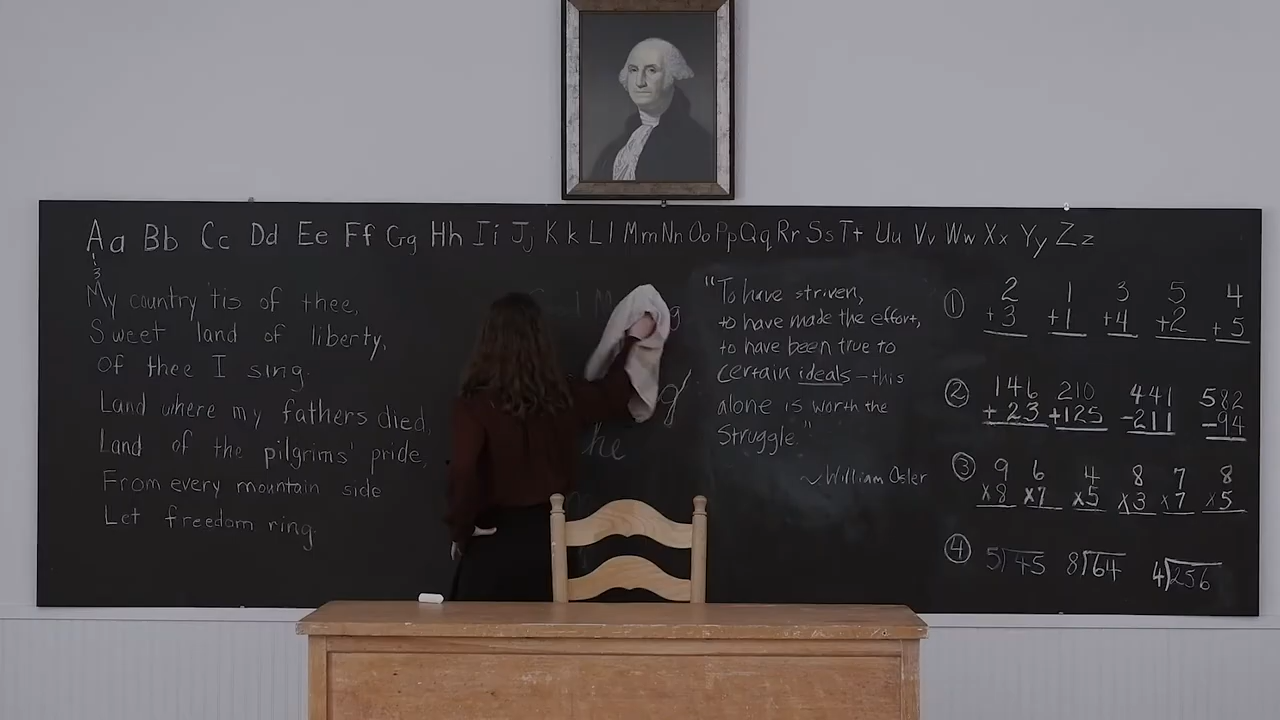 Aa Bb Cc Dd Ee Ff Gg Hh Ii Jj Kk Ll Mm Nn Oo Pp Qq Rr Ss Tt Uu Vv Ww Xx Yy Zz
3
My country 'tis of thee,
Sweet land of liberty,
Of thee I sing.
Land where my fathers died,
Land of the pilgrims' pride,
From every mountain side
Let freedom ring.
he
"To have striven,
to have made the effort,
to have been true to
certain ideals — this
alone is worth the
struggle."
~ William Osler
① 2 1 3 5 4
+3 +1 +4 +2 +5
② 146 210 441 582
+23 +125 -211 -94
③ 9 6 4 8 7 8
x8 x7 x5 x3 x7 x5
④ 5)45 8)64 4)256